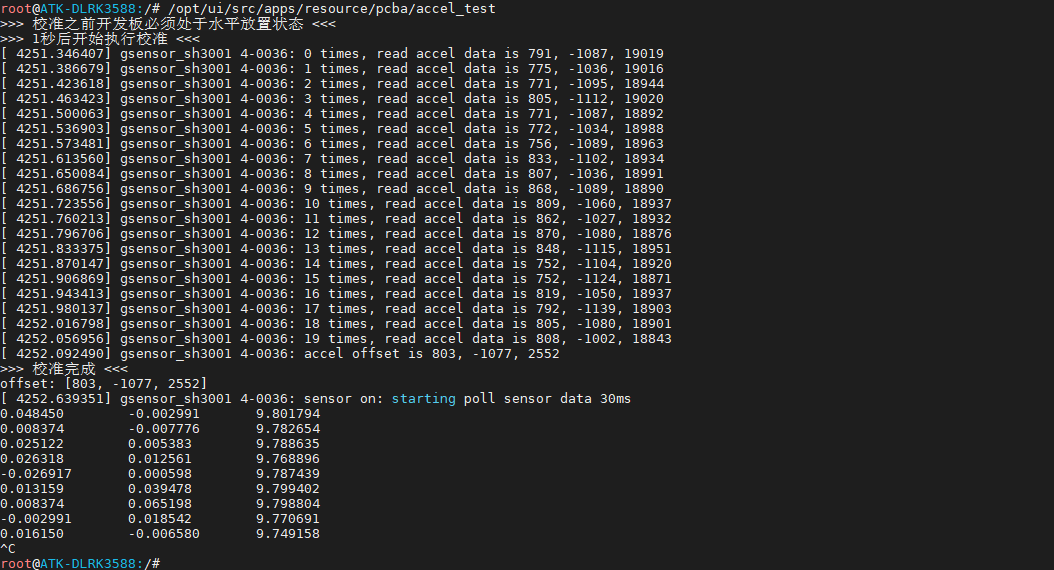 root@ATK-DLRK3588:/# /opt/ui/src/apps/resource/pcba/accel_test
>>> 校准之前开发板必须处于水平放置状态 <<<
>>> 1秒后开始执行校准 <<<
[ 4251.346407] gsensor_sh3001 4-0036: 0 times, read accel data is 791, -1087, 19019
[ 4251.386679] gsensor_sh3001 4-0036: 1 times, read accel data is 775, -1036, 19016
[ 4251.423618] gsensor_sh3001 4-0036: 2 times, read accel data is 771, -1095, 18944
[ 4251.463423] gsensor_sh3001 4-0036: 3 times, read accel data is 805, -1112, 19020
[ 4251.500063] gsensor_sh3001 4-0036: 4 times, read accel data is 771, -1087, 18892
[ 4251.536903] gsensor_sh3001 4-0036: 5 times, read accel data is 772, -1034, 18988
[ 4251.573481] gsensor_sh3001 4-0036: 6 times, read accel data is 756, -1089, 18963
[ 4251.613560] gsensor_sh3001 4-0036: 7 times, read accel data is 833, -1102, 18934
[ 4251.650084] gsensor_sh3001 4-0036: 8 times, read accel data is 807, -1036, 18991
[ 4251.686756] gsensor_sh3001 4-0036: 9 times, read accel data is 868, -1089, 18890
[ 4251.723556] gsensor_sh3001 4-0036: 10 times, read accel data is 809, -1060, 18937
[ 4251.760213] gsensor_sh3001 4-0036: 11 times, read accel data is 862, -1027, 18932
[ 4251.796706] gsensor_sh3001 4-0036: 12 times, read accel data is 870, -1080, 18876
[ 4251.833375] gsensor_sh3001 4-0036: 13 times, read accel data is 848, -1115, 18951
[ 4251.870147] gsensor_sh3001 4-0036: 14 times, read accel data is 752, -1104, 18920
[ 4251.906869] gsensor_sh3001 4-0036: 15 times, read accel data is 752, -1124, 18871
[ 4251.943413] gsensor_sh3001 4-0036: 16 times, read accel data is 819, -1050, 18937
[ 4251.980137] gsensor_sh3001 4-0036: 17 times, read accel data is 792, -1139, 18903
[ 4252.016798] gsensor_sh3001 4-0036: 18 times, read accel data is 805, -1080, 18901
[ 4252.056956] gsensor_sh3001 4-0036: 19 times, read accel data is 808, -1002, 18843
[ 4252.092490] gsensor_sh3001 4-0036: accel offset is 803, -1077, 2552
>>> 校准完成 <<<
offset: [803, -1077, 2552]
[ 4252.639351] gsensor_sh3001 4-0036: sensor on: starting poll sensor data 30ms
0.048450 -0.002991 9.801794
0.008374 -0.007776 9.782654
0.025122 0.005383 9.788635
0.026318 0.012561 9.768896
-0.026917 0.000598 9.787439
0.013159 0.039478 9.799402
0.008374 0.065198 9.798804
-0.002991 0.018542 9.770691
0.016150 -0.006580 9.749158
^C
root@ATK-DLRK3588:/#